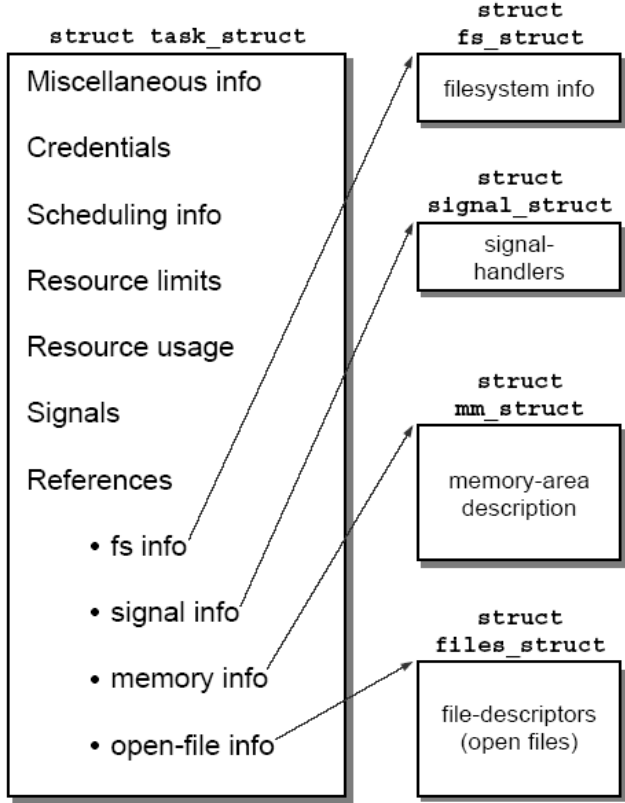 struct task_struct
Miscellaneous info
Credentials
Scheduling info
Resource limits
Resource usage
Signals
References
• fs info
• signal info
• memory info
• open-file info
struct
fs_struct
filesystem info
struct
signal_struct
signal-
handlers
struct
mm_struct
memory-area
description
struct
files_struct
file-descriptors
(open files)